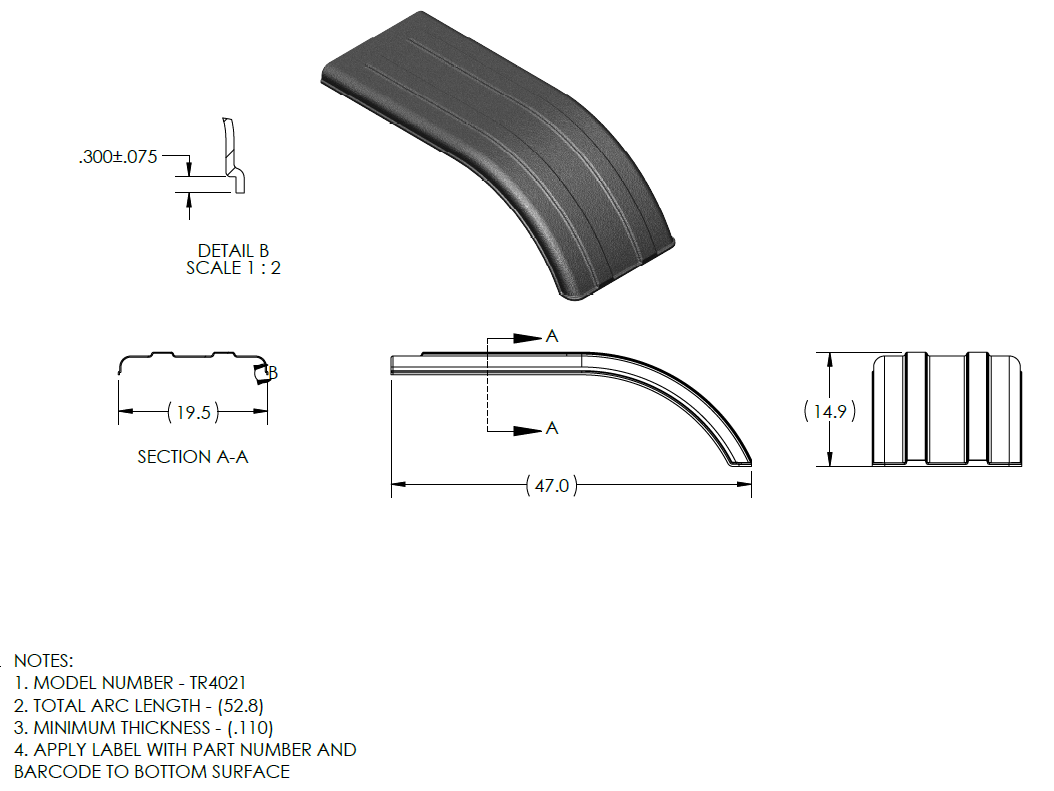 .300±.075
DETAIL B
SCALE 1 : 2
A
B
(19.5)
A
(14.9)
SECTION A-A
(47.0)
NOTES:
1. MODEL NUMBER - TR4021
2. TOTAL ARC LENGTH - (52.8)
3. MINIMUM THICKNESS - (.110)
4. APPLY LABEL WITH PART NUMBER AND
BARCODE TO BOTTOM SURFACE